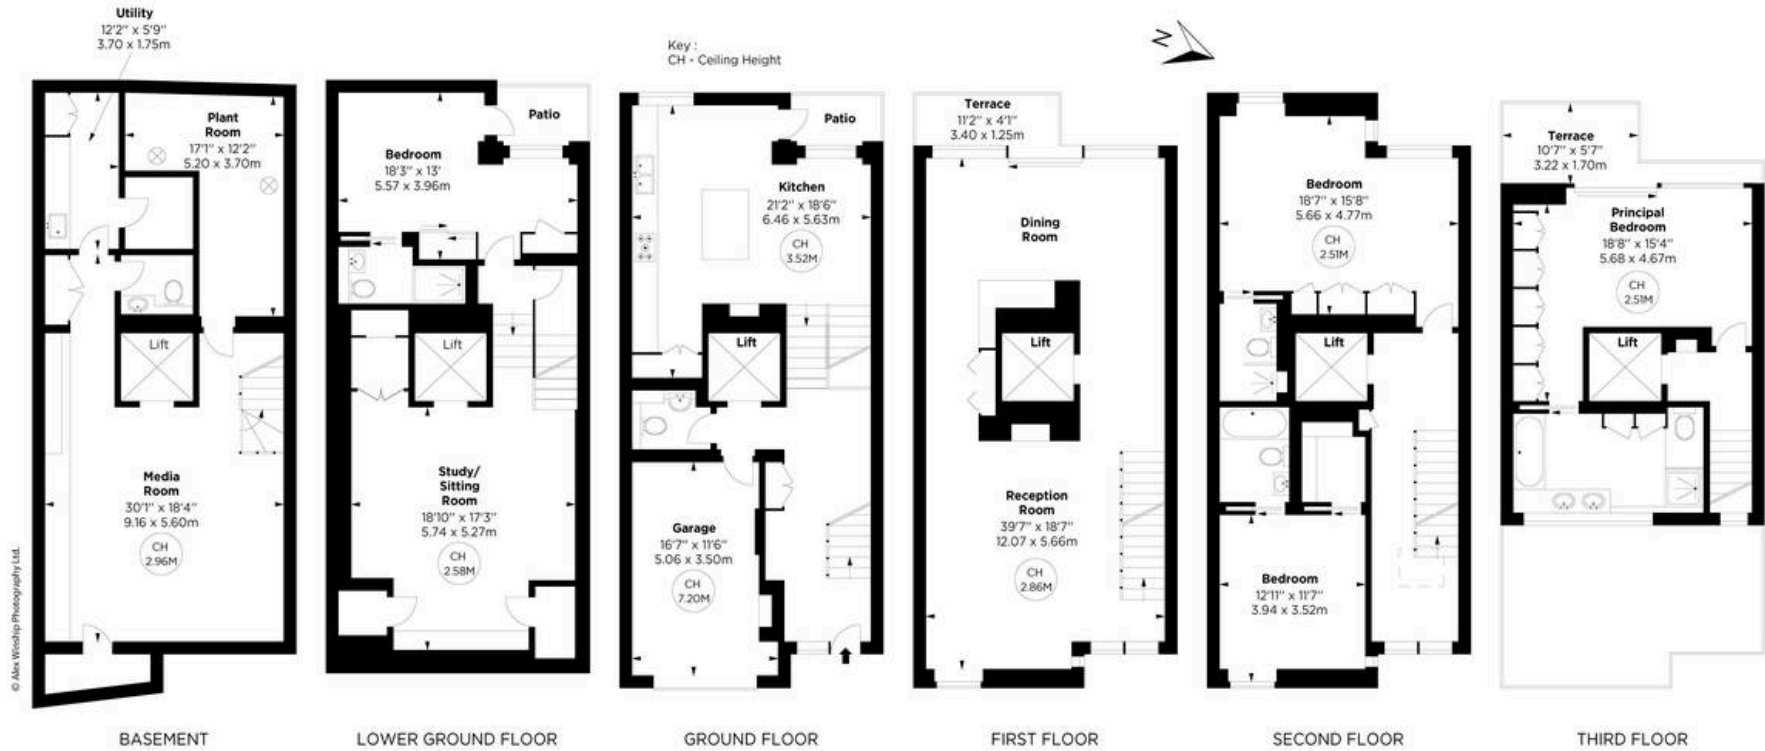 Utility
12'2" x 5'9"
3.70 x 1.75m
Plant
Room
17'1" x 12'2"
5.20 x 3.70m
Lift
Media
Room
30'1" x 18'4"
9.16 x 5.60m
CH
2.96M
© Alex Winship Photography Ltd.
BASEMENT
Patio
Bedroom
18'3" x 13'
5.57 x 3.96m
Lift
Study/
Sitting
Room
18'10" x 17'3"
5.74 x 5.27m
CH
2.58M
LOWER GROUND FLOOR
Key :
CH - Ceiling Height
Patio
Kitchen
21'2" x 18'6"
6.46 x 5.63m
CH
3.52M
Lift
Garage
16'7" x 11'6"
5.06 x 3.50m
CH
7.20M
GROUND FLOOR
Terrace
11'2" x 4'1"
3.40 x 1.25m
Dining
Room
Lift
Reception
Room
39'7" x 18'7"
12.07 x 5.66m
CH
2.86M
FIRST FLOOR
N
Bedroom
18'7" x 15'8"
5.66 x 4.77m
CH
2.51M
Lift
Bedroom
12'11" x 11'7"
3.94 x 3.52m
SECOND FLOOR
Terrace
10'7" x 5'7"
3.22 x 1.70m
Principal
Bedroom
18'8" x 15'4"
5.68 x 4.67m
CH
2.51M
Lift
THIRD FLOOR